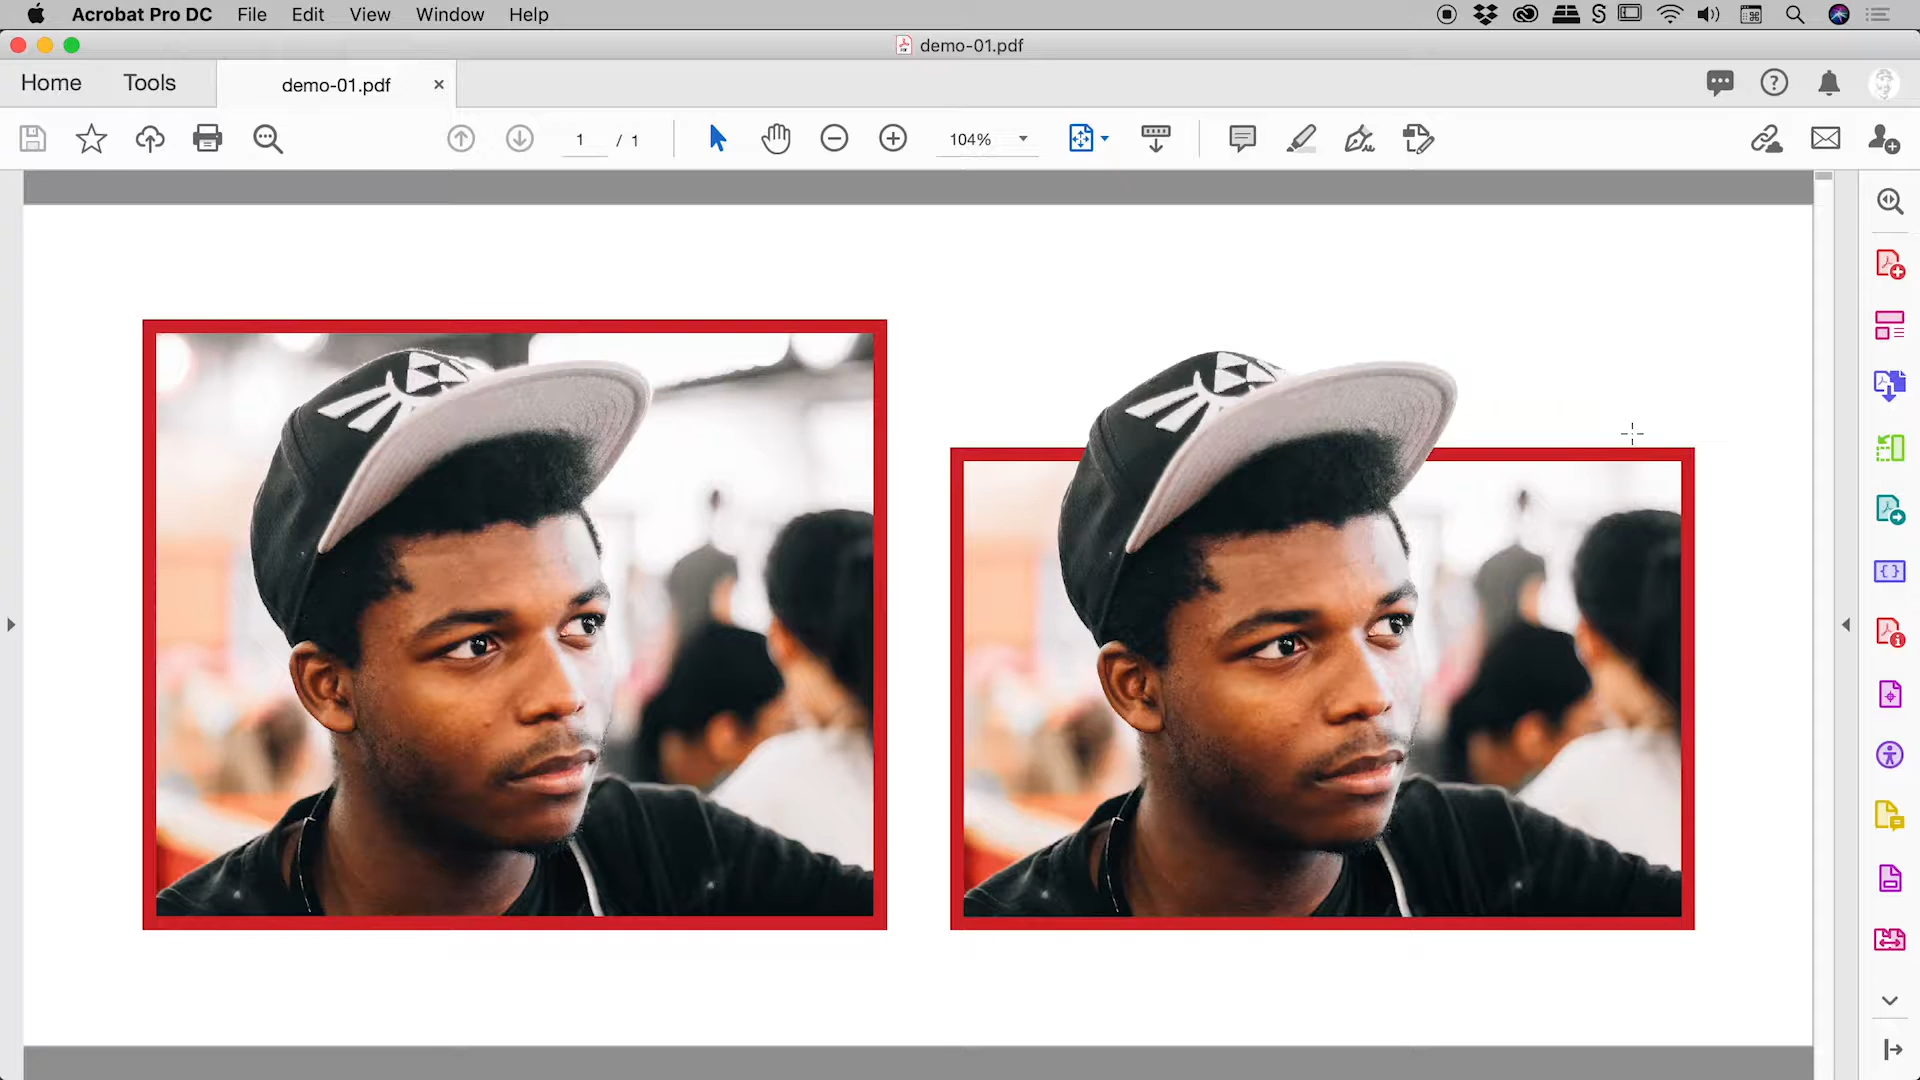 Acrobat Pro DC File Edit View Window Help
demo-01.pdf
Home Tools demo-01.pdf
1 / 1 104%